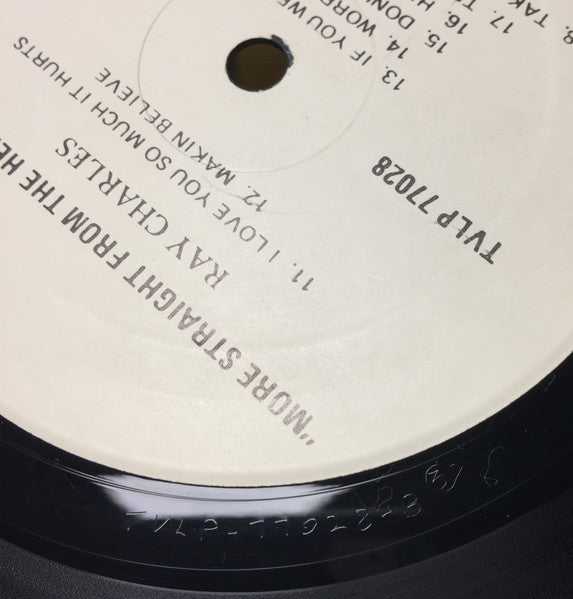 "MORE STRAIGHT FROM THE HE
RAY CHARLES
11. I LOVE YOU SO MUCH IT HURTS
12. MAKIN BELIEVE
13. IF YOU WE
14. WORR
15. DON
16. H
17. T
8. TAK
TVLP 77028